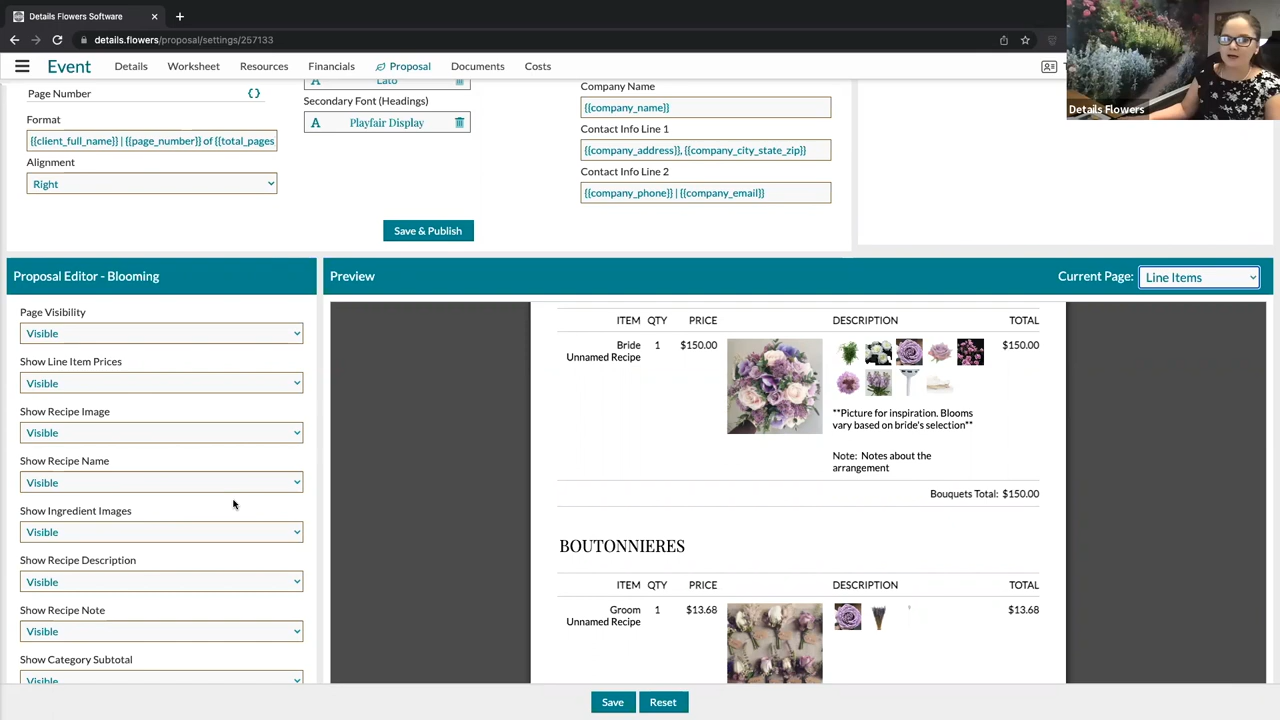 Details Flowers Software
details.flowers/proposal/settings/257133
Event
Details
Worksheet
Resources
Financials
Proposal
Documents
Costs
Details Flowers
Page Number
Format
{{client_full_name}} | {{page_number}} of {{total_pages
Alignment
Right
Lato
Secondary Font (Headings)
A Playfair Display
Company Name
{{company_name}}
Contact Info Line 1
{{company_address}}, {{company_city_state_zip}}
Contact Info Line 2
{{company_phone}} | {{company_email}}
Save & Publish
Proposal Editor - Blooming
Page Visibility
Visible
Show Line Item Prices
Visible
Show Recipe Image
Visible
Show Recipe Name
Visible
Show Ingredient Images
Visible
Show Recipe Description
Visible
Show Recipe Note
Visible
Show Category Subtotal
Visible
Preview
Current Page: Line Items
ITEM QTY PRICE DESCRIPTION TOTAL
Bride 1 $150.00 $150.00
Unnamed Recipe
**Picture for inspiration. Blooms
vary based on bride's selection**
Note: Notes about the
arrangement
Bouquets Total: $150.00
BOUTONNIERES
ITEM QTY PRICE DESCRIPTION TOTAL
Groom 1 $13.68 $13.68
Unnamed Recipe
Save
Reset